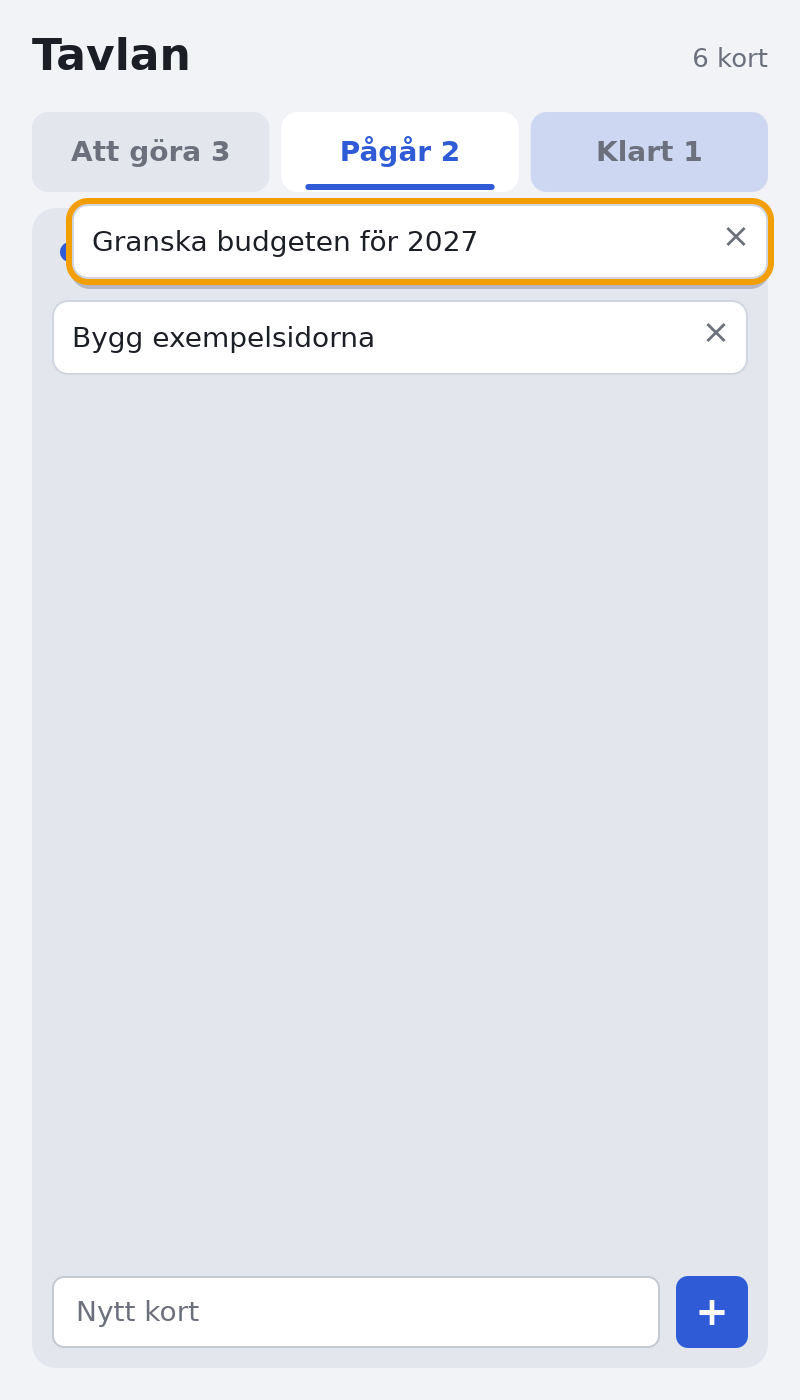 Tavlan
6 kort
Att göra 3
Pågår 2
Klart 1
Granska budgeten för 2027
Bygg exempelsidorna
Nytt kort